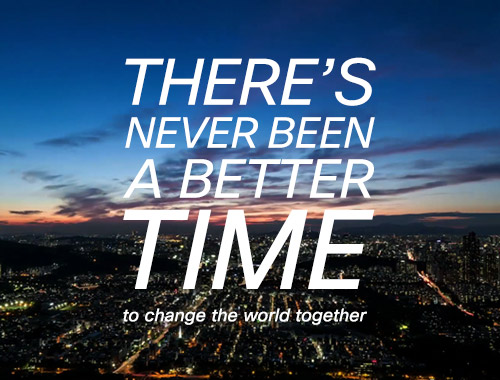 THERE’S
NEVER BEEN
A BETTER
TIME
to change the world together